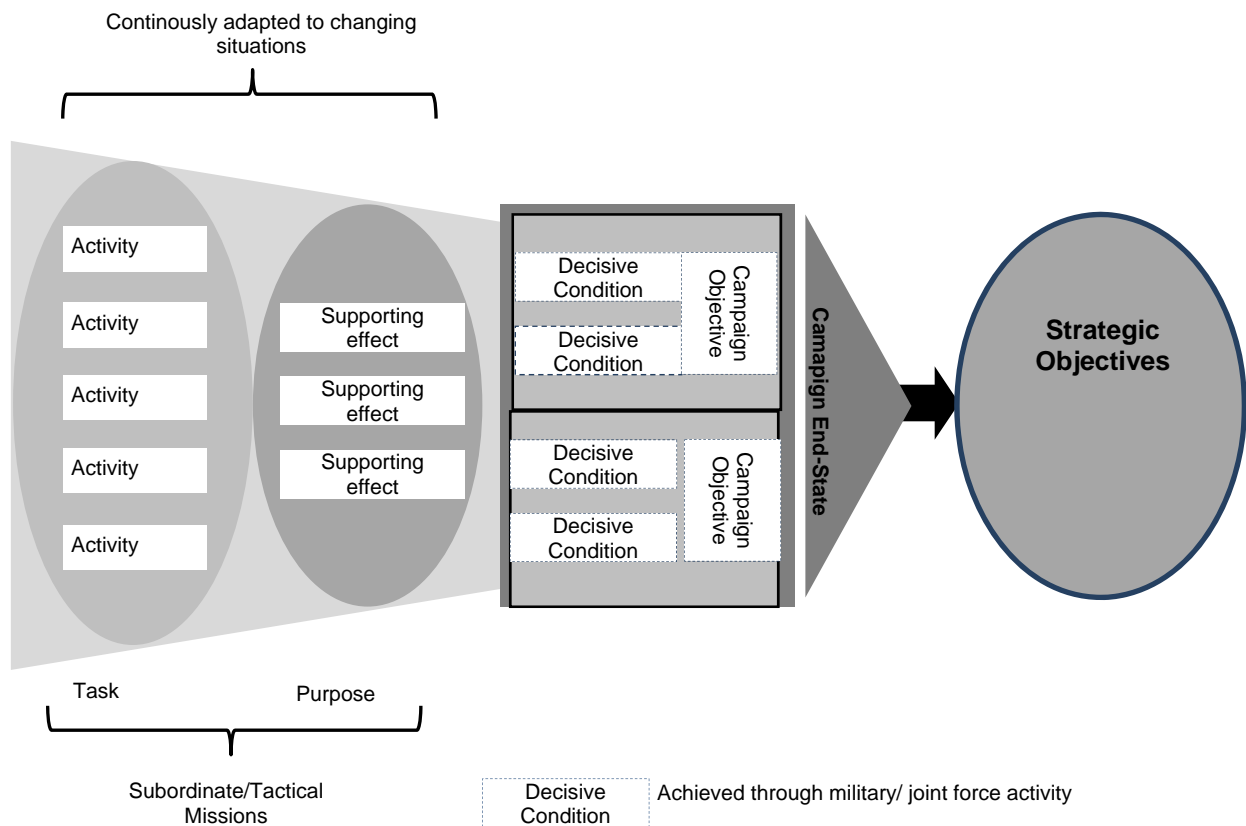 Continously adapted to changing
situations
Activity
Activity
Activity
Activity
Activity
Supporting
effect
Supporting
effect
Supporting
effect
Decisive
Condition
Decisive
Condition
Campaign
Objective
Decisive
Condition
Decisive
Condition
Campaign
Objective
Camapign End-State
Strategic
Objectives
Task
Purpose
Subordinate/Tactical
Missions
Decisive
Condition
Achieved through military/ joint force activity